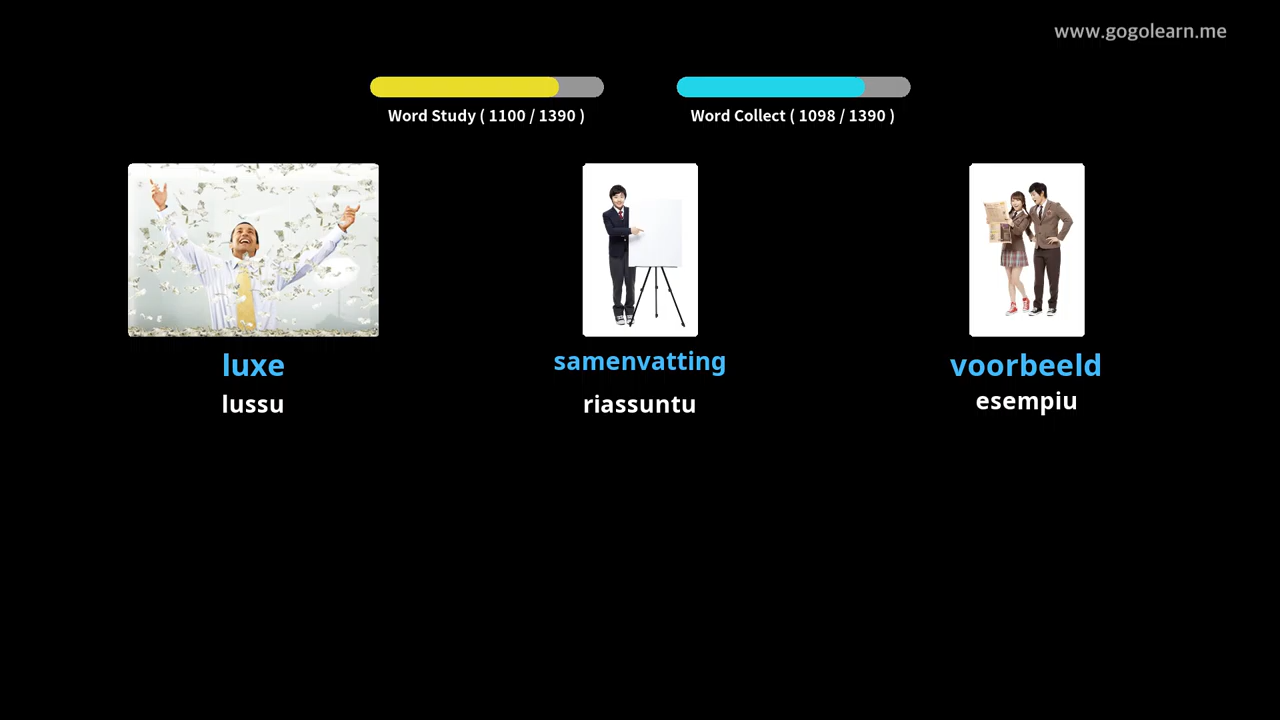 www.gogolearn.me
Word Study ( 1100 / 1390 )
Word Collect ( 1098 / 1390 )
luxe
lussu
samenvatting
riassuntu
voorbeeld
esempiu